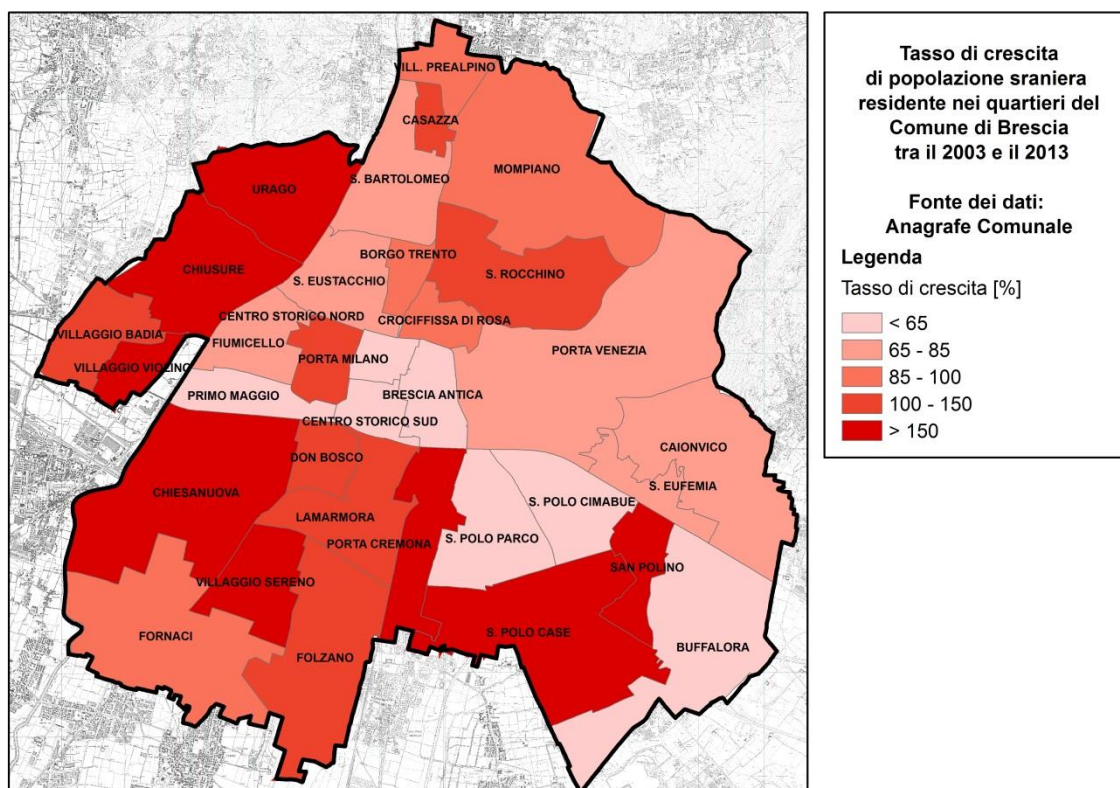 VILL. PREALPINO
CASAZZA
MOMPIANO
S. BARTOLOMEO
URAGO
BORGO TRENTO
CHIUSURE
S. ROCCHINO
S. EUSTACCHIO
CENTRO STORICO NORD
CROCIFFISSA DI ROSA
VILLAGGIO BADIA
FIUMICELLO
PORTA VENEZIA
PORTA MILANO
VILLAGGIO VIOLINO
PRIMO MAGGIO
BRESCIA ANTICA
CENTRO STORICO SUD
CAIONVICO
DON BOSCO
S. EUFEMIA
CHIESANUOVA
S. POLO CIMABUE
LAMARMORA
PORTA CREMONA
S. POLO PARCO
SAN POLINO
VILLAGGIO SERENO
S. POLO CASE
FORNACI
BUFFALORA
FOLZANO
Tasso di crescita
di popolazione sraniera
residente nei quartieri del
Comune di Brescia
tra il 2003 e il 2013
Fonte dei dati:
Anagrafe Comunale
Legenda
Tasso di crescita [%]
< 65
65 - 85
85 - 100
100 - 150
> 150